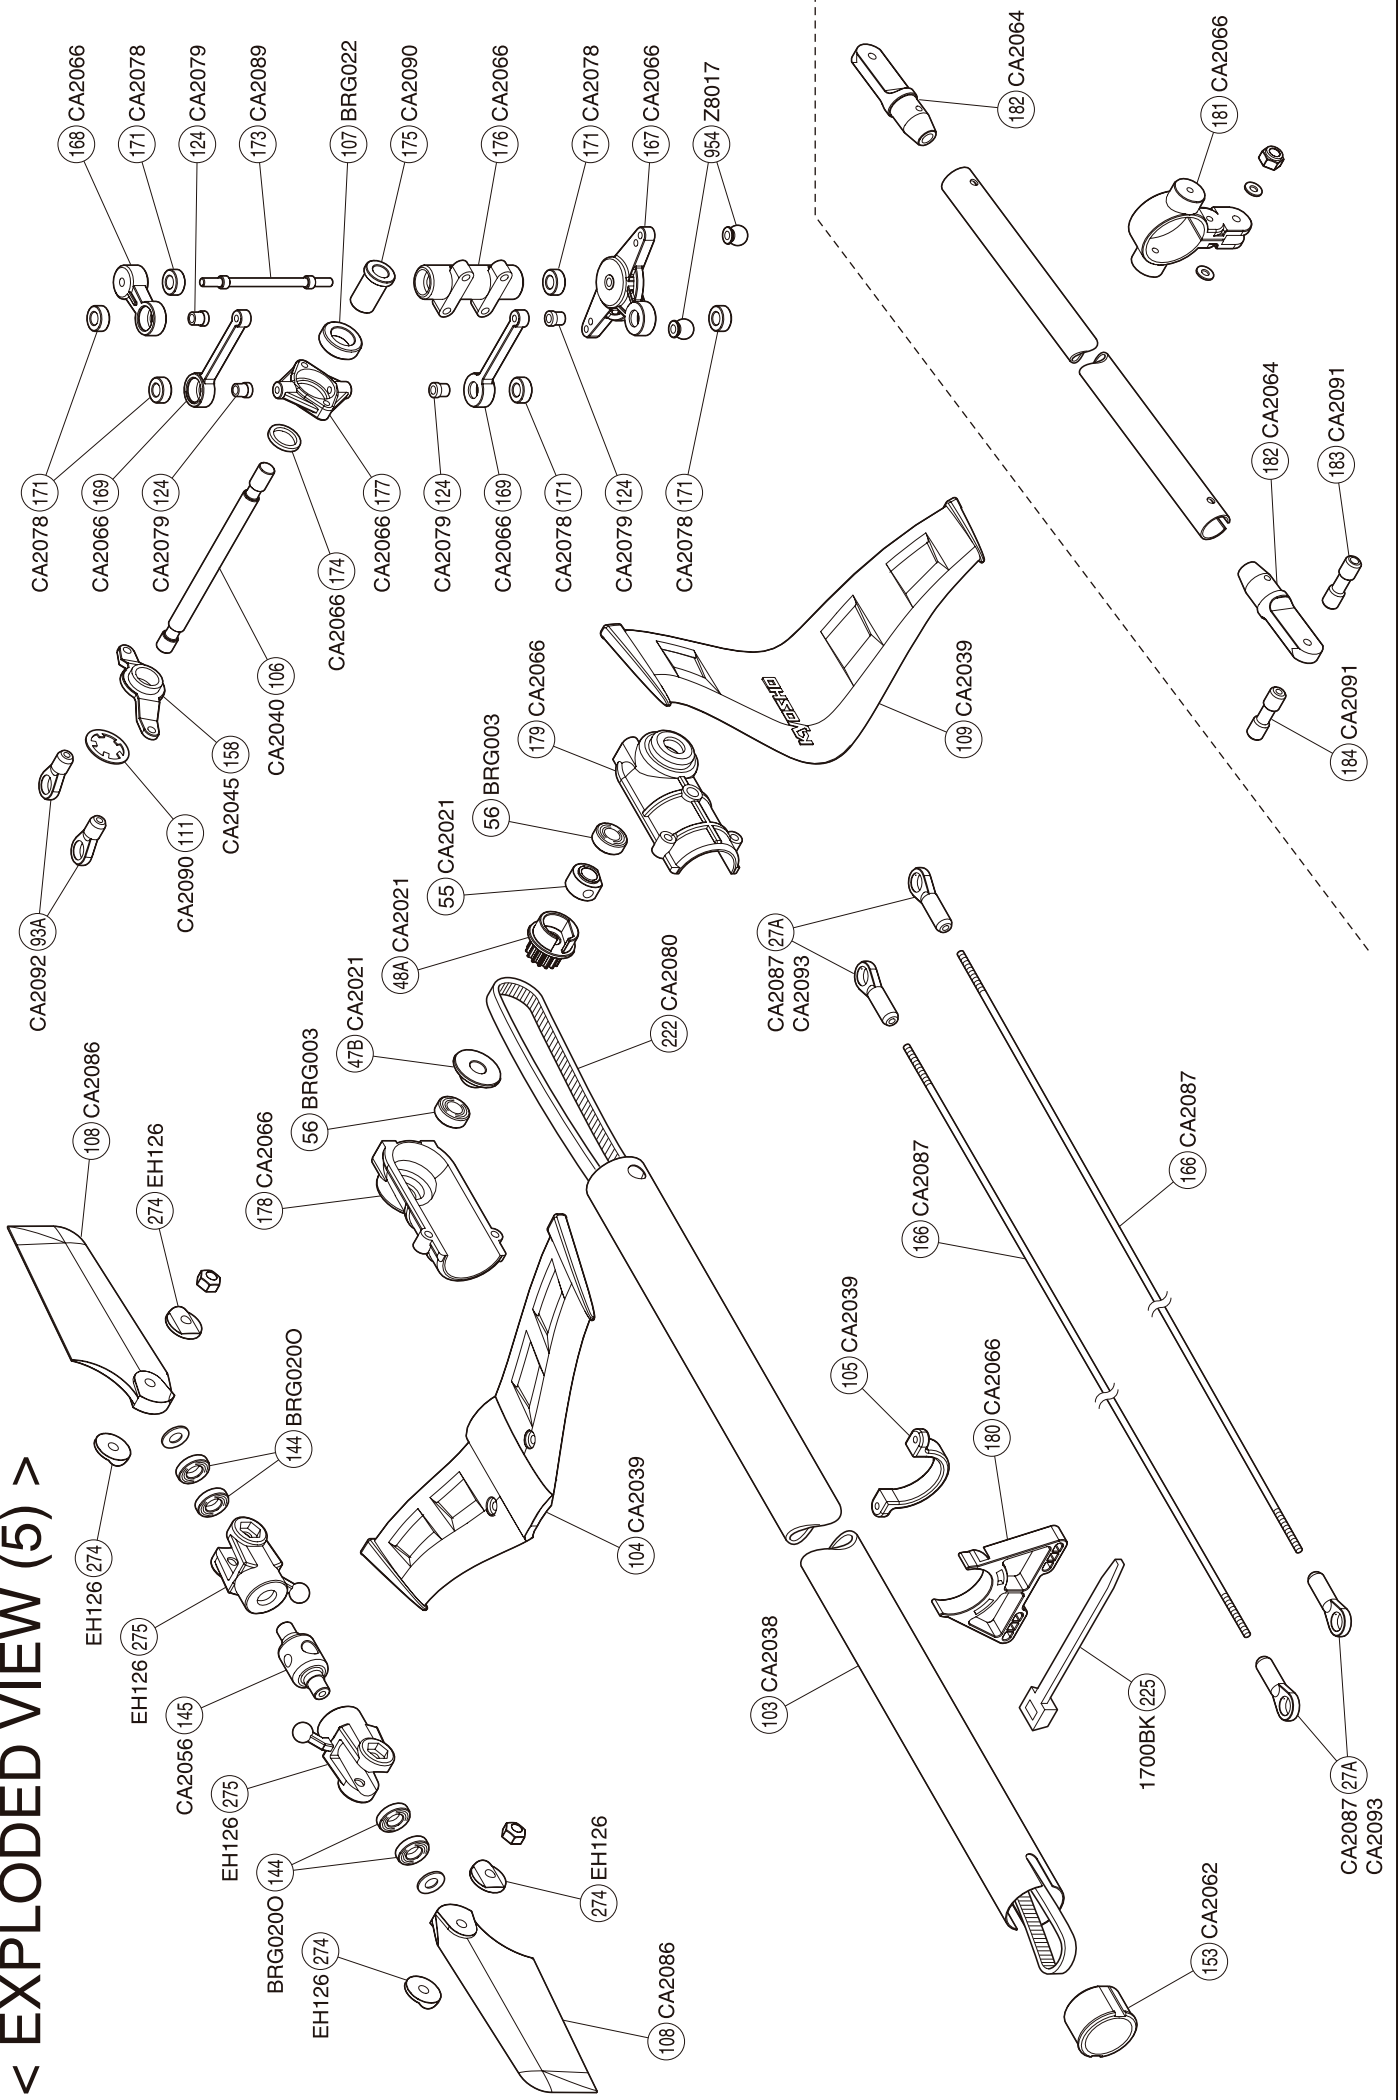 < EXPLODED VIEW (5) >
108 CA2086
274 EH126
EH126 274
144 BRG020O
EH126 275
CA2056 145
EH126 275
BRG020O 144
EH126 274
274 EH126
108 CA2086
CA2092 93A
CA2090 111
CA2045 158
CA2040 106
CA2066 174
CA2078 171
CA2066 169
CA2079 124
CA2066 177
CA2079 124
CA2066 169
CA2078 171
CA2079 124
CA2078 171
168 CA2066
171 CA2078
124 CA2079
173 CA2089
107 BRG022
175 CA2090
176 CA2066
171 CA2078
167 CA2066
954 Z8017
178 CA2066
56 BRG003
47B CA2021
48A CA2021
55 CA2021
56 BRG003
179 CA2066
KYOSHO
109 CA2039
222 CA2080
104 CA2039
103 CA2038
105 CA2039
180 CA2066
1700BK 225
153 CA2062
CA2087 27A
CA2093
166 CA2087
166 CA2087
CA2087 27A
CA2093
182 CA2064
181 CA2066
182 CA2064
183 CA2091
184 CA2091